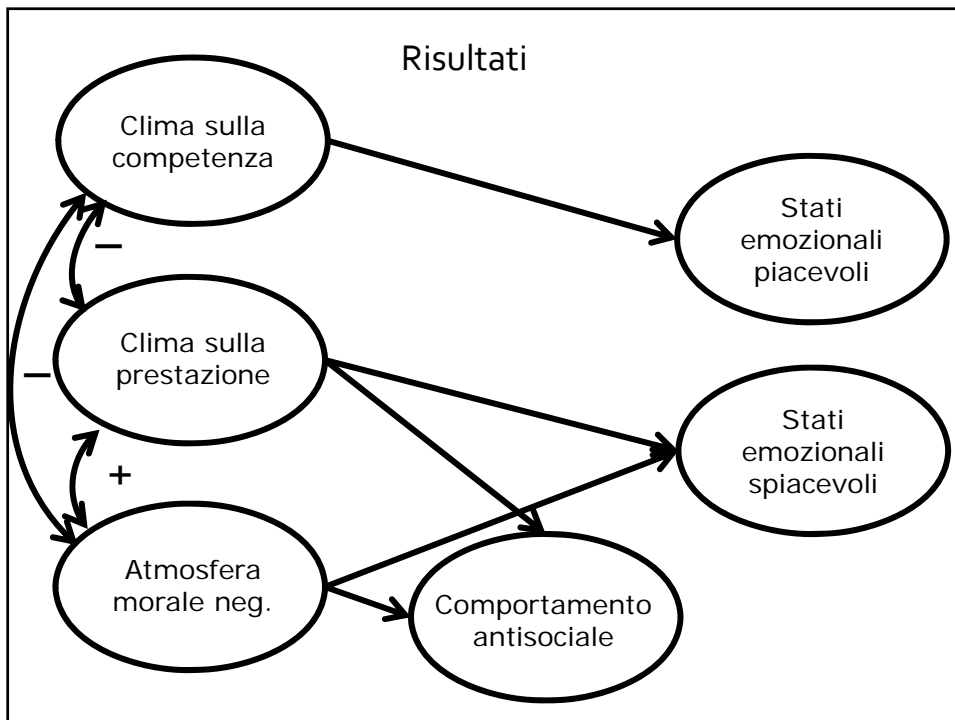 Risultati
Clima sulla
competenza
Stati
emozionali
piacevoli
–
Clima sulla
prestazione
–
Stati
emozionali
spiacevoli
+
Atmosfera
morale neg.
Comportamento
antisociale